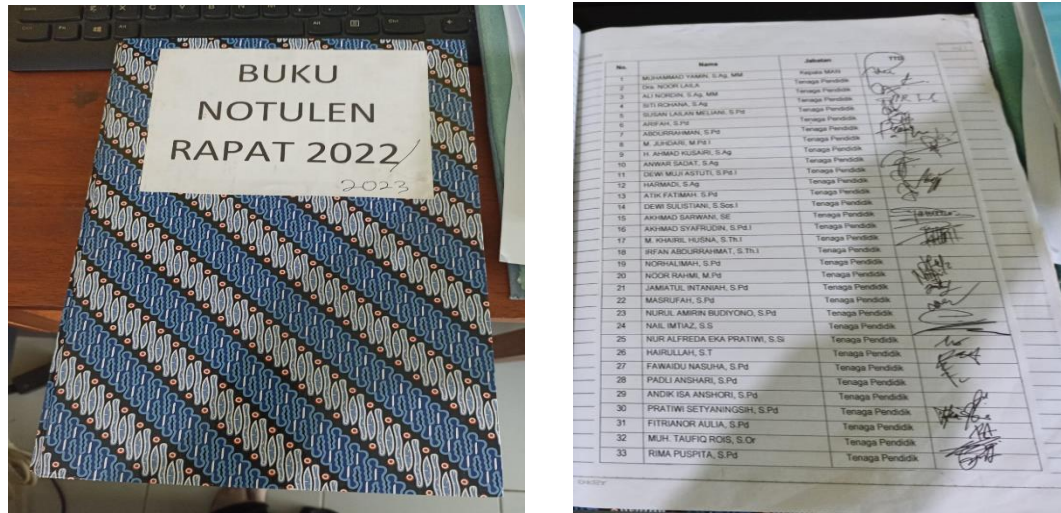 BUKU
NOTULEN
RAPAT 2022/
2023
No. Nama Jabatan TTD
1 MUHAMMAD YAMIN, S.Ag, MM Kepala MAN
2 Dra. NOOR LAILA Tenaga Pendidik
3 ALI NORDIN, S.Ag, MM Tenaga Pendidik
4 SITI ROHANA, S.Ag Tenaga Pendidik
5 SUSAN LAILAN MELIANI, S.Pd Tenaga Pendidik
6 ARIFAH, S.Pd Tenaga Pendidik
7 ABDURRAHMAN, S.Pd Tenaga Pendidik
8 M. JUHDARI, M.Pd I Tenaga Pendidik
9 H. AHMAD KUSAIRI, S.Ag Tenaga Pendidik
10 ANWAR SADAT, S.Ag Tenaga Pendidik
11 DEWI MUJI ASTUTI, S.Pd.I Tenaga Pendidik
12 HARMADI, S.Ag Tenaga Pendidik
13 ATIK FATIMAH, S.Pd Tenaga Pendidik
14 DEWI SULISTIANI, S.Sos.I Tenaga Pendidik
15 AKHMAD SARWANI, SE Tenaga Pendidik
16 AKHMAD SYAFRUDIN, S.Pd.I Tenaga Pendidik
17 M. KHAIRIL HUSNA, S.Th.I Tenaga Pendidik
18 IRFAN ABDURRAHMAT, S.Th.I Tenaga Pendidik
19 NORHALIMAH, S.Pd Tenaga Pendidik
20 NOOR RAHMI, M.Pd Tenaga Pendidik
21 JAMIATUL INTANIAH, S.Pd Tenaga Pendidik
22 MASRUFAH, S.Pd Tenaga Pendidik
23 NURUL AMIRIN BUDIYONO, S.Pd Tenaga Pendidik
24 NAIL IMTIAZ, S.S Tenaga Pendidik
25 NUR ALFREDA EKA PRATIWI, S.Si Tenaga Pendidik
26 HAIRULLAH, S.T Tenaga Pendidik
27 FAWAIDU NASUHA, S.Pd Tenaga Pendidik
28 PADLI ANSHARI, S.Pd Tenaga Pendidik
29 ANDIK ISA ANSHORI, S.Pd Tenaga Pendidik
30 PRATIWI SETYANINGSIH, S.Pd Tenaga Pendidik
31 FITRIANOR AULIA, S.Pd Tenaga Pendidik
32 MUH. TAUFIQ ROIS, S.Or Tenaga Pendidik
33 RIMA PUSPITA, S.Pd Tenaga Pendidik